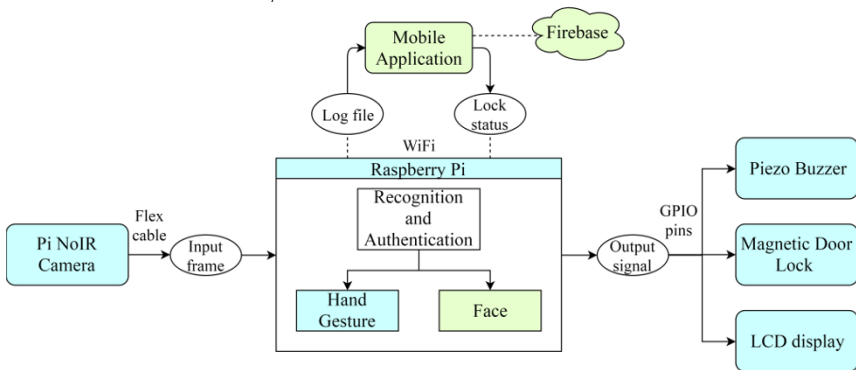 Mobile
Application
Firebase
Log file
Lock
status
WiFi
Raspberry Pi
Recognition
and
Authentication
Hand
Gesture
Face
Flex
cable
Pi NoIR
Camera
Input
frame
Output
signal
GPIO
pins
Piezo Buzzer
Magnetic Door
Lock
LCD display